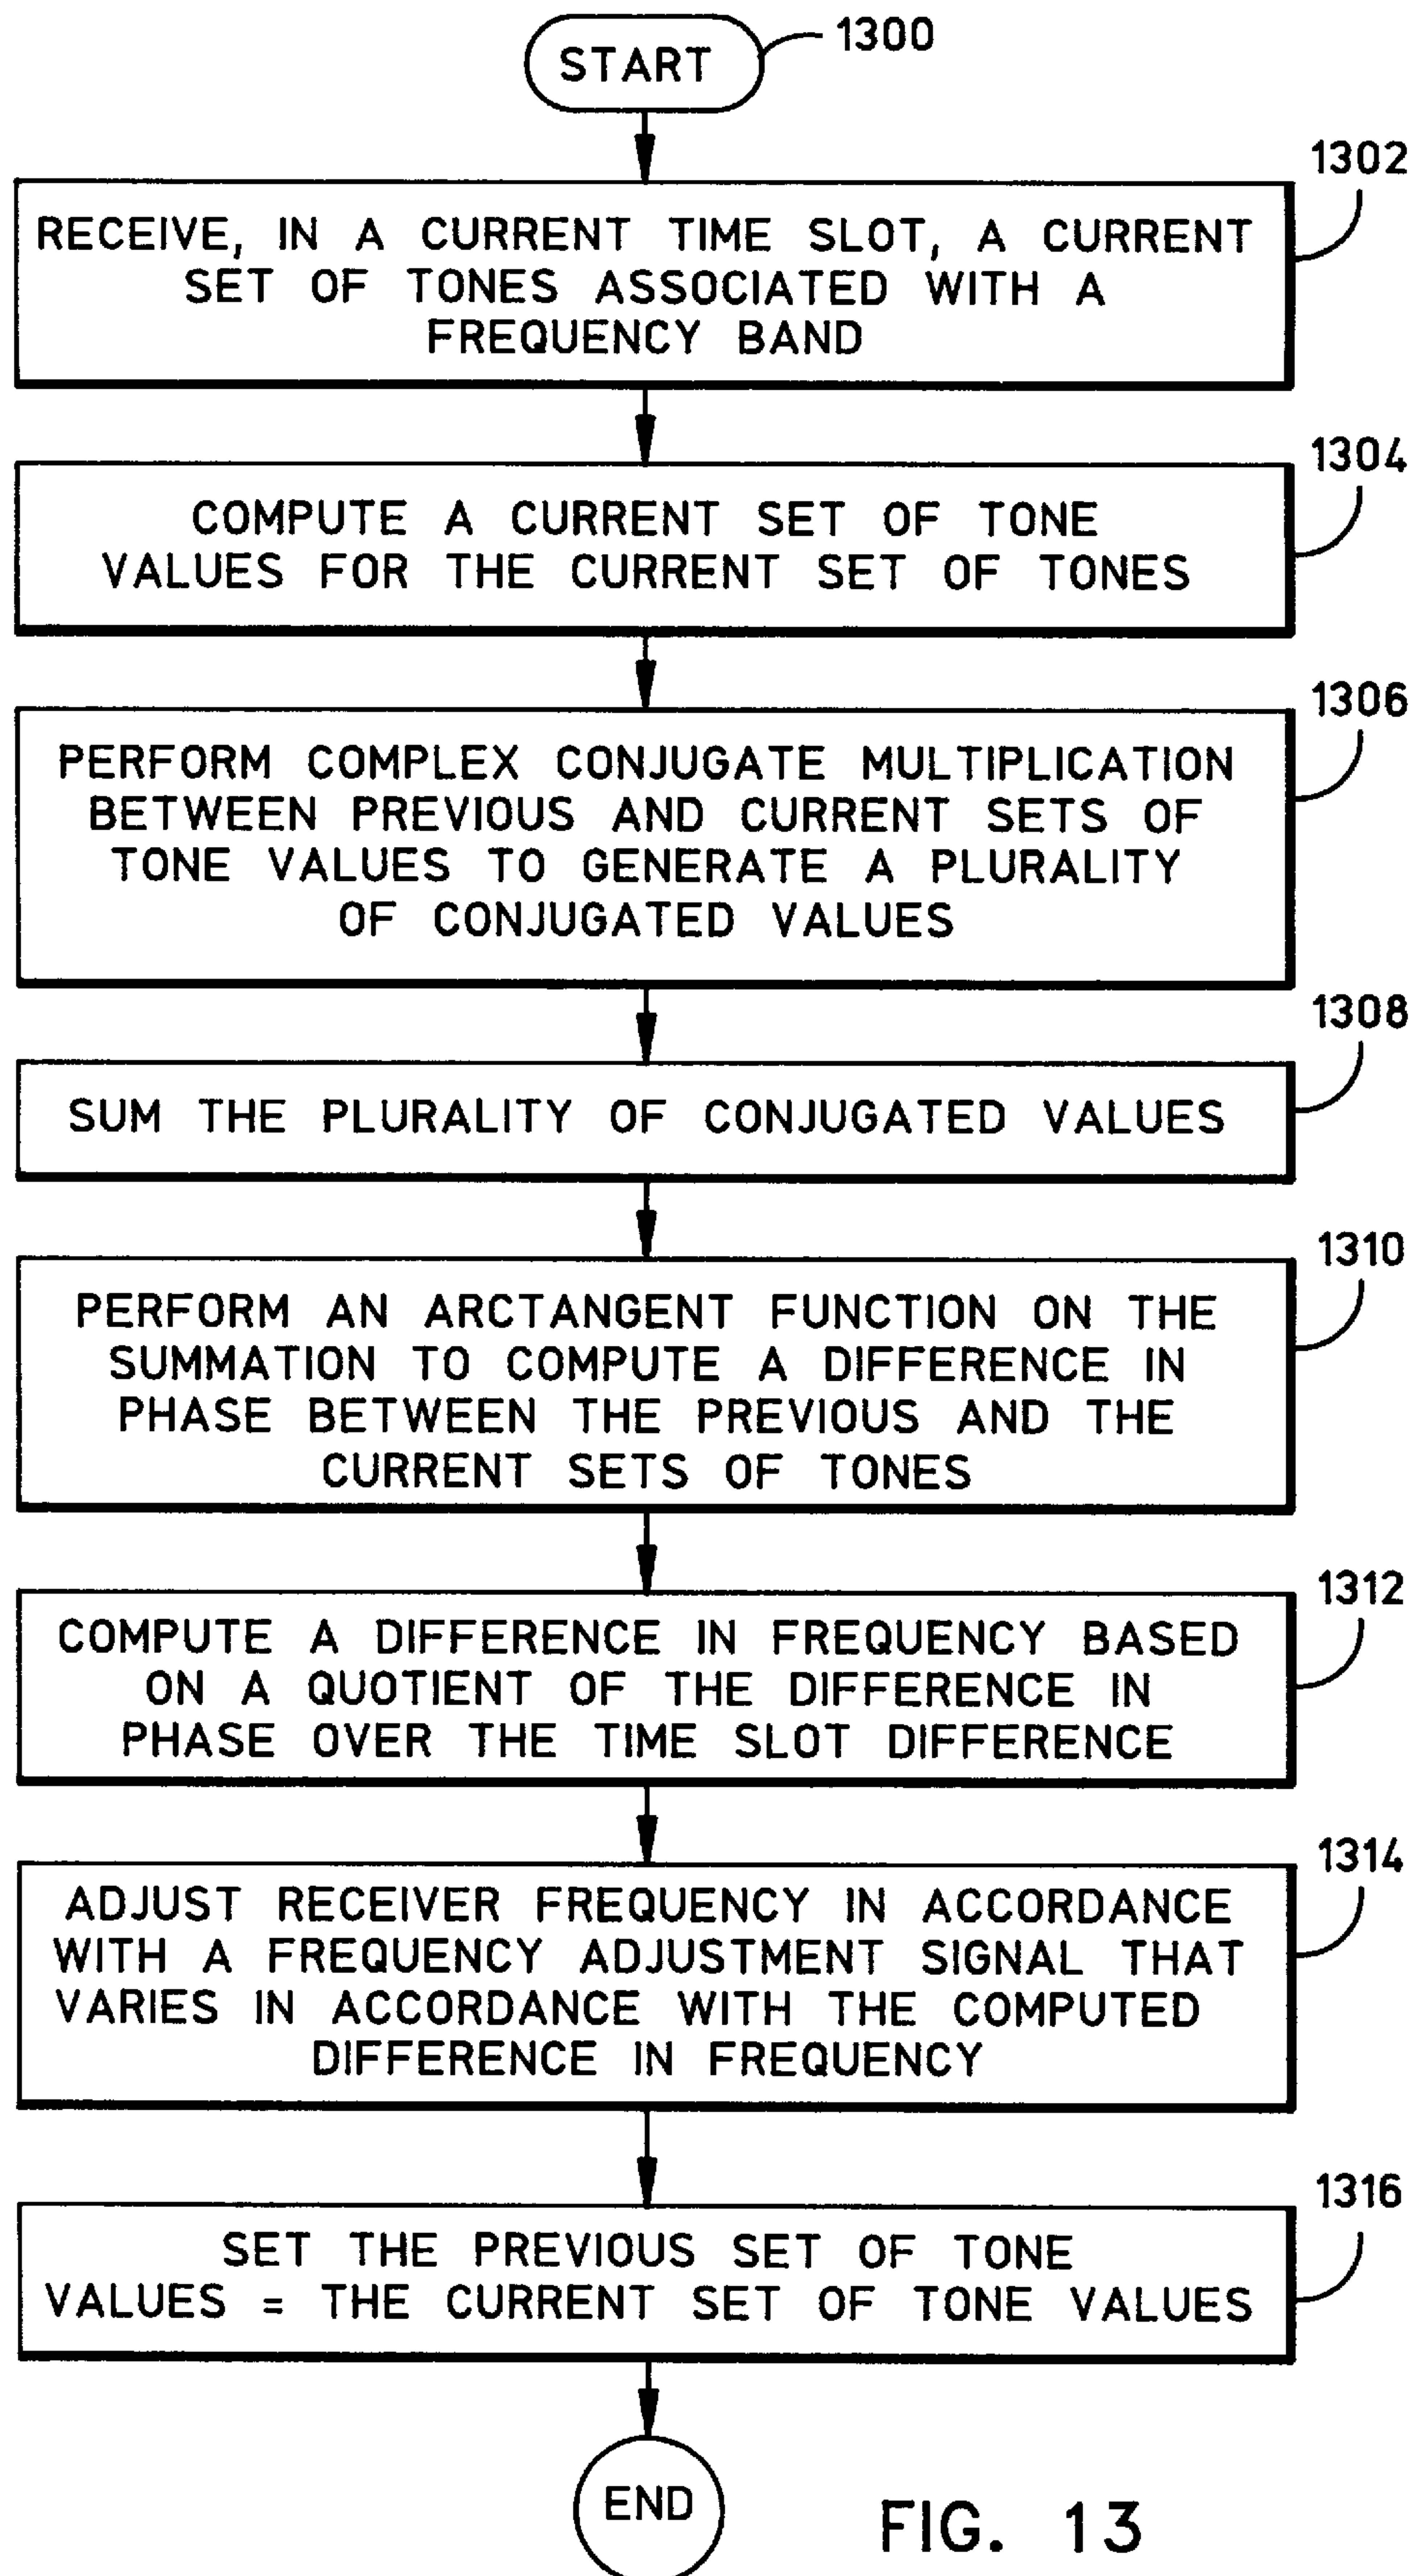 START
1300
1302
RECEIVE, IN A CURRENT TIME SLOT, A CURRENT
SET OF TONES ASSOCIATED WITH A
FREQUENCY BAND
1304
COMPUTE A CURRENT SET OF TONE
VALUES FOR THE CURRENT SET OF TONES
1306
PERFORM COMPLEX CONJUGATE MULTIPLICATION
BETWEEN PREVIOUS AND CURRENT SETS OF
TONE VALUES TO GENERATE A PLURALITY
OF CONJUGATED VALUES
1308
SUM THE PLURALITY OF CONJUGATED VALUES
1310
PERFORM AN ARCTANGENT FUNCTION ON THE
SUMMATION TO COMPUTE A DIFFERENCE IN
PHASE BETWEEN THE PREVIOUS AND THE
CURRENT SETS OF TONES
1312
COMPUTE A DIFFERENCE IN FREQUENCY BASED
ON A QUOTIENT OF THE DIFFERENCE IN
PHASE OVER THE TIME SLOT DIFFERENCE
1314
ADJUST RECEIVER FREQUENCY IN ACCORDANCE
WITH A FREQUENCY ADJUSTMENT SIGNAL THAT
VARIES IN ACCORDANCE WITH THE COMPUTED
DIFFERENCE IN FREQUENCY
1316
SET THE PREVIOUS SET OF TONE
VALUES = THE CURRENT SET OF TONE VALUES
END
FIG. 13